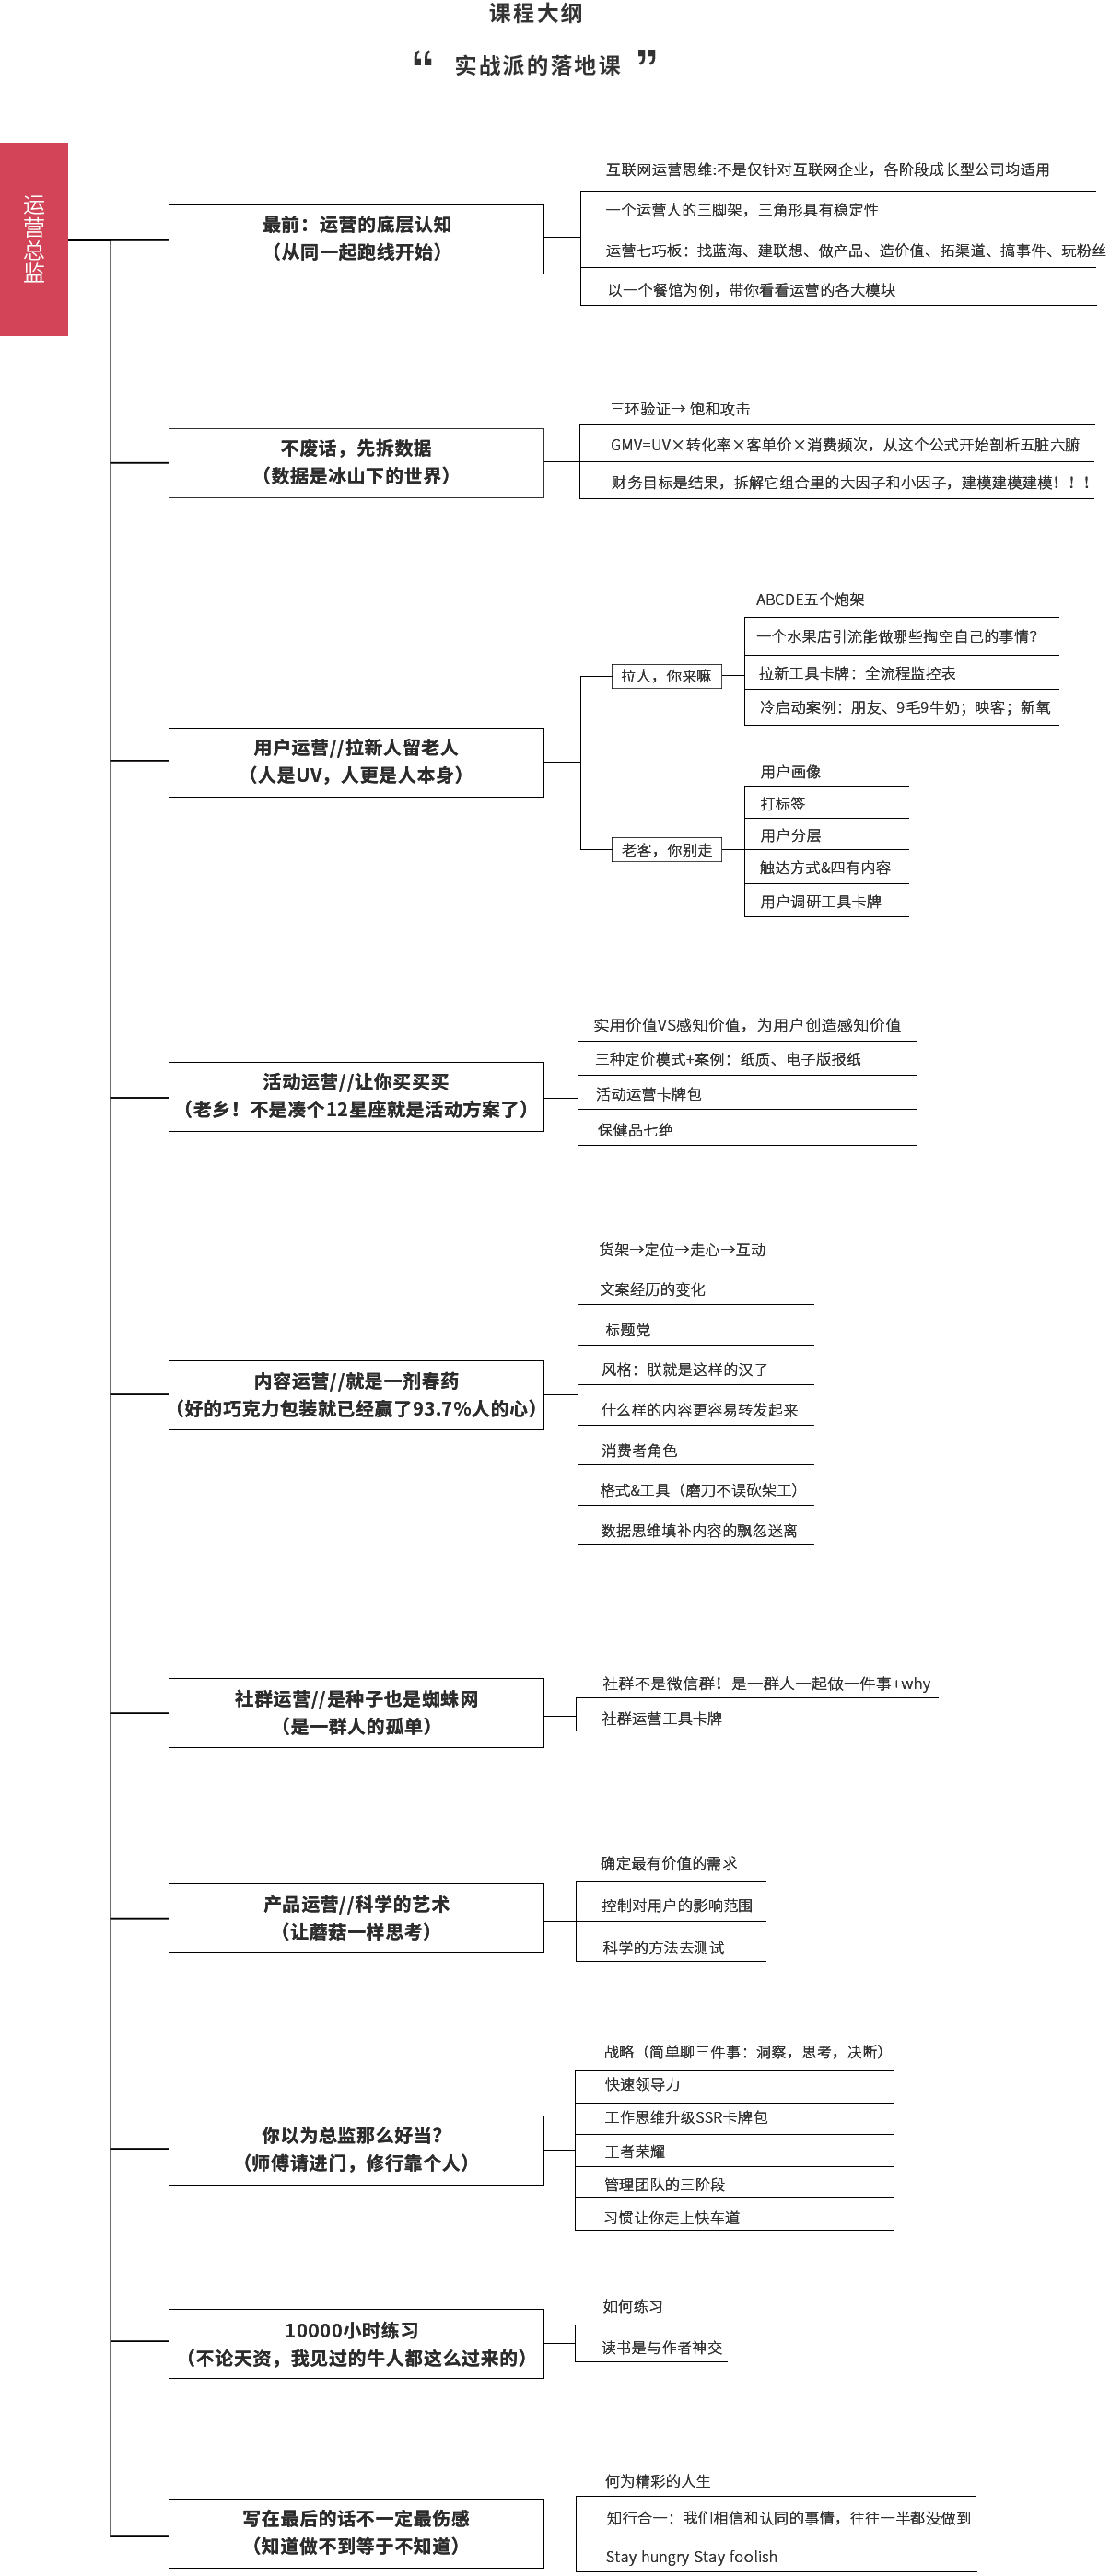 课程大纲
“ 实战派的落地课 ”
运营总监
最前：运营的底层认知
（从同一起跑线开始）
互联网运营思维:不是仅针对互联网企业，各阶段成长型公司均适用
一个运营人的三脚架，三角形具有稳定性
运营七巧板：找蓝海、建联想、做产品、造价值、拓渠道、搞事件、玩粉丝
以一个餐馆为例，带你看看运营的各大模块
不废话，先拆数据
（数据是冰山下的世界）
三环验证→ 饱和攻击
GMV=UV×转化率×客单价×消费频次，从这个公式开始剖析五脏六腑
财务目标是结果，拆解它组合里的大因子和小因子，建模建模建模！！！
用户运营//拉新人留老人
（人是UV，人更是人本身）
拉人，你来嘛
ABCDE五个炮架
一个水果店引流能做哪些掏空自己的事情？
拉新工具卡牌：全流程监控表
冷启动案例：朋友、9毛9牛奶；映客；新氧
老客，你别走
用户画像
打标签
用户分层
触达方式&四有内容
用户调研工具卡牌
活动运营//让你买买买
（老乡！不是凑个12星座就是活动方案了）
实用价值VS感知价值，为用户创造感知价值
三种定价模式+案例：纸质、电子版报纸
活动运营卡牌包
保健品七绝
内容运营//就是一剂春药
（好的巧克力包装就已经赢了93.7%人的心）
货架→定位→走心→互动
文案经历的变化
标题党
风格：朕就是这样的汉子
什么样的内容更容易转发起来
消费者角色
格式&工具（磨刀不误砍柴工）
数据思维填补内容的飘忽迷离
社群运营//是种子也是蜘蛛网
（是一群人的孤单）
社群不是微信群！是一群人一起做一件事+why
社群运营工具卡牌
产品运营//科学的艺术
（让蘑菇一样思考）
确定最有价值的需求
控制对用户的影响范围
科学的方法去测试
你以为总监那么好当？
（师傅请进门，修行靠个人）
战略（简单聊三件事：洞察，思考，决断）
快速领导力
工作思维升级SSR卡牌包
王者荣耀
管理团队的三阶段
习惯让你走上快车道
10000小时练习
（不论天资，我见过的牛人都这么过来的）
如何练习
读书是与作者神交
写在最后的话不一定最伤感
（知道做不到等于不知道）
何为精彩的人生
知行合一：我们相信和认同的事情，往往一半都没做到
Stay hungry Stay foolish